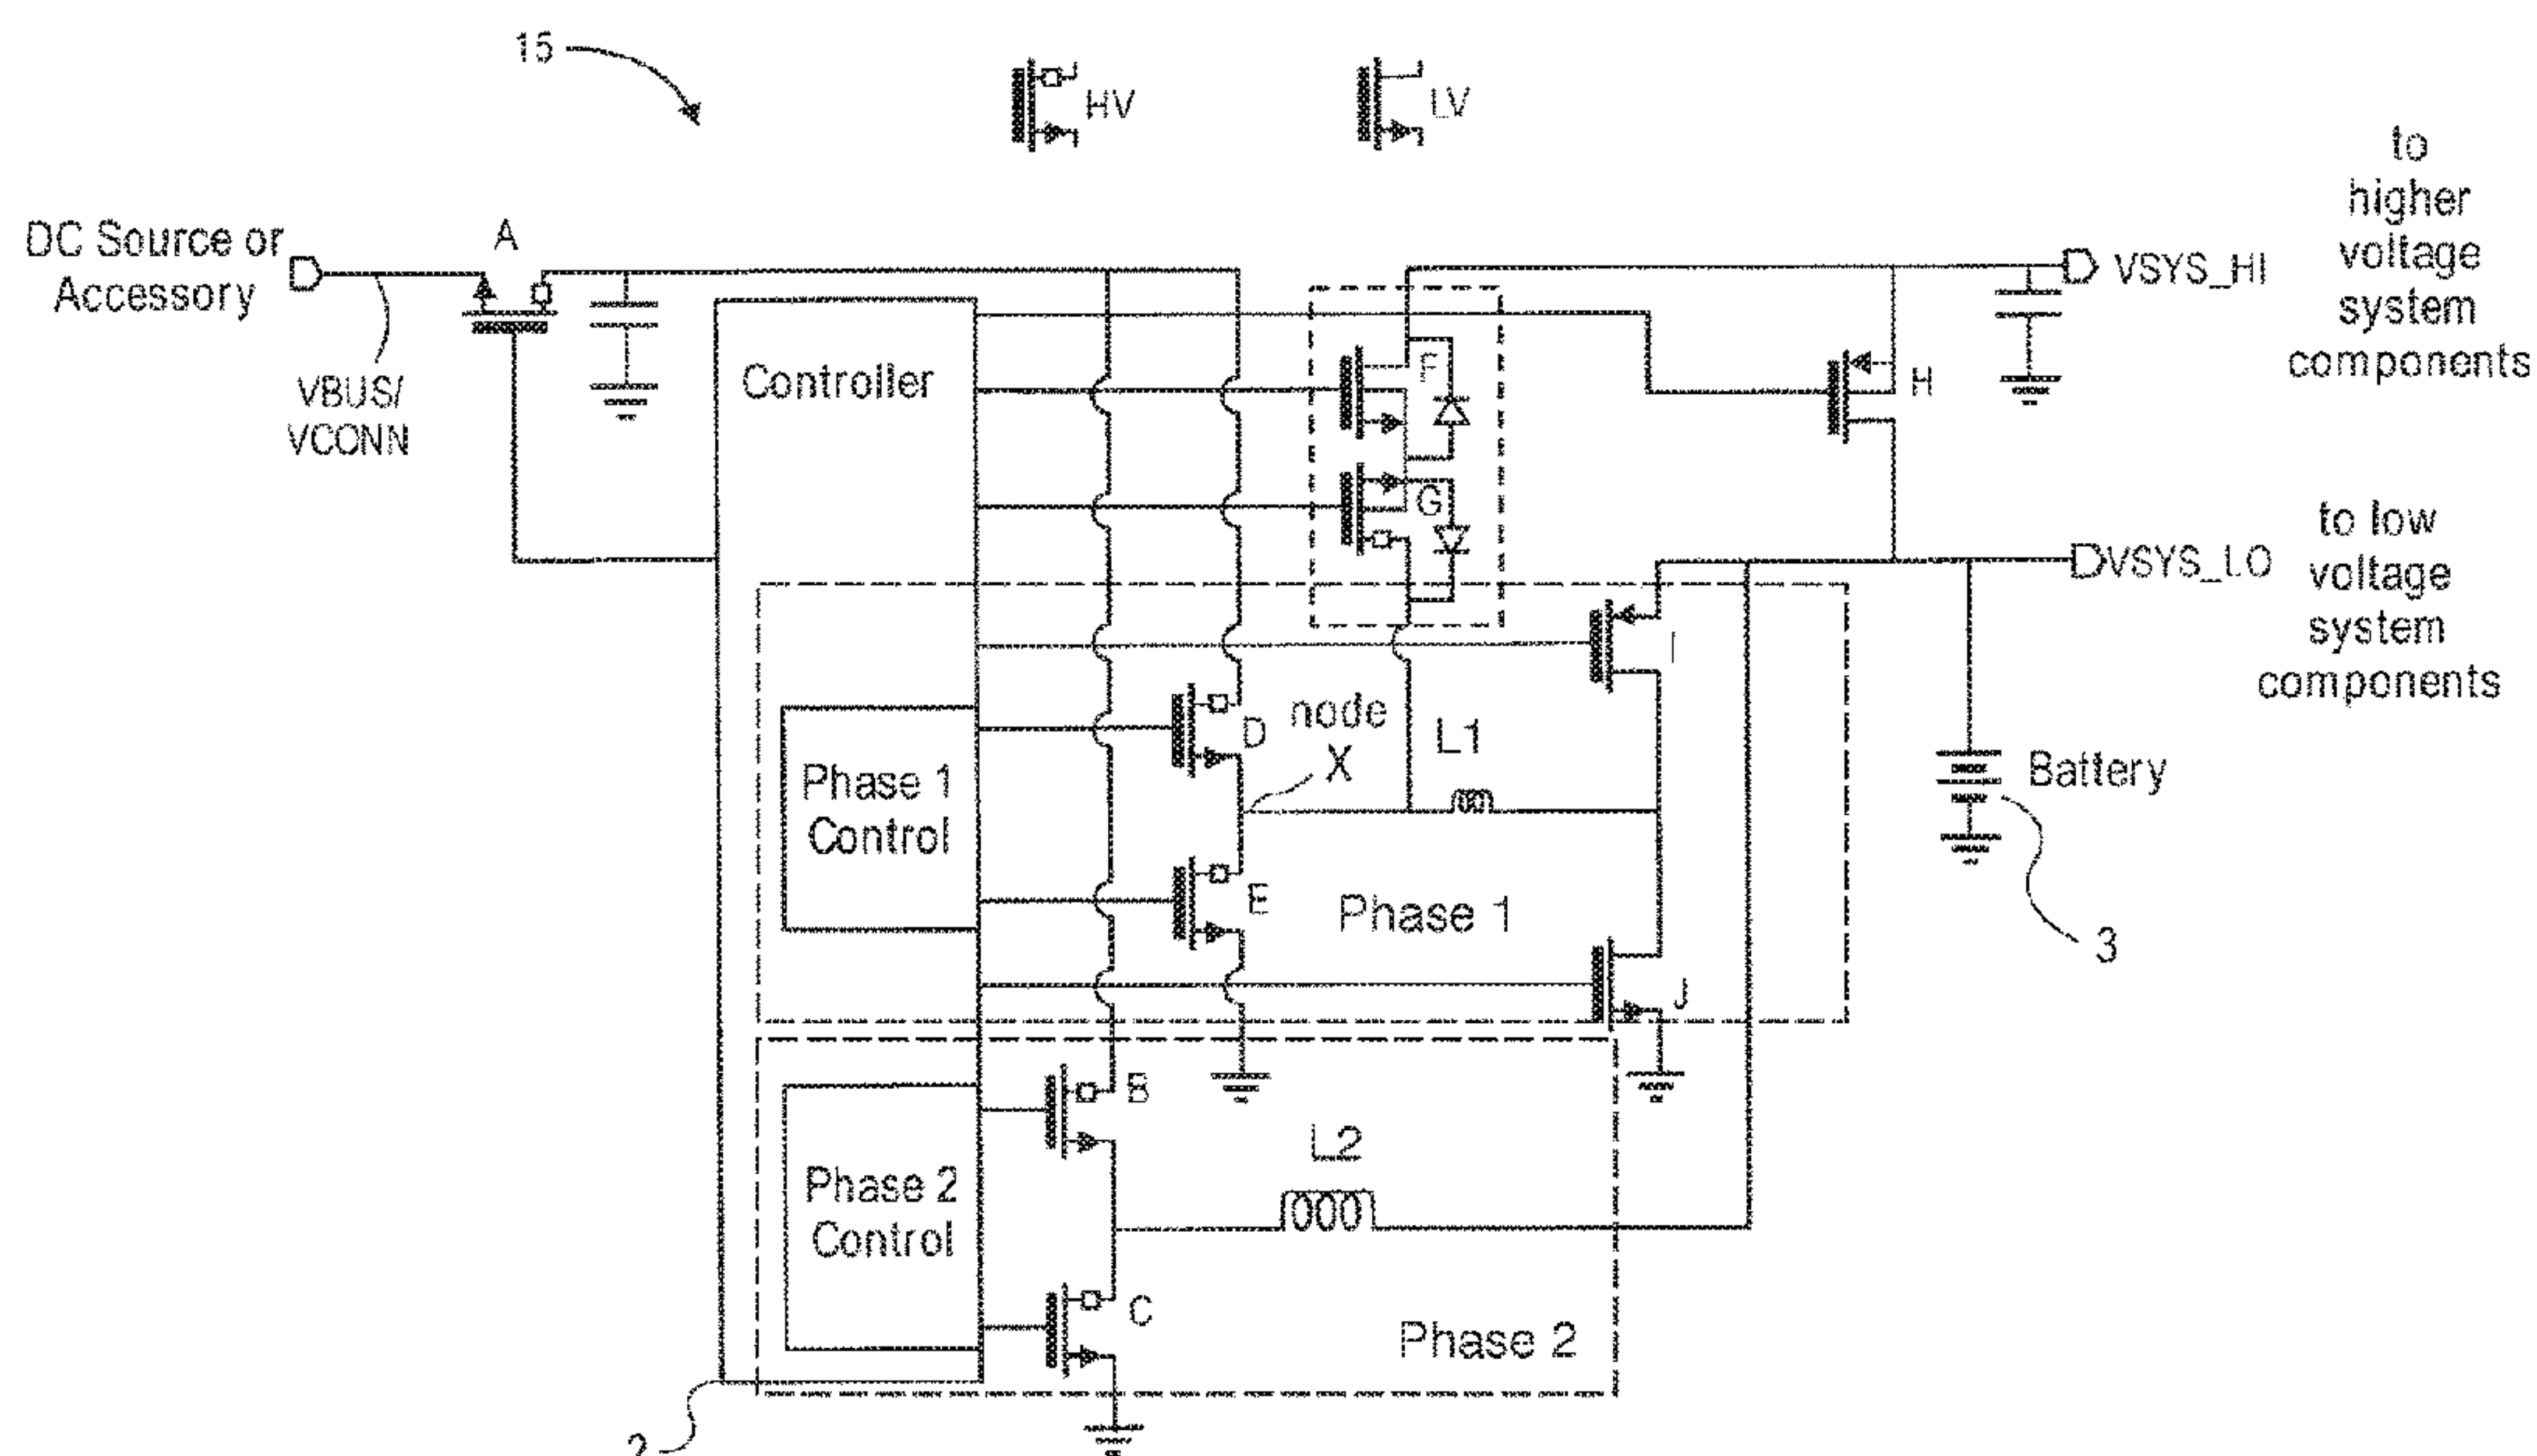 15
HV
LV
to
higher
voltage
system
components
DC Source or
Accessory
A
VSYS_HI
VBUS/
VCONN
Controller
F
H
G
to low
voltage
system
components
VSYS_LO
I
node
X
L1
D
Phase 1
Control
Battery
E
Phase 1
3
J
B
L2
Phase 2
Control
C
Phase 2
2